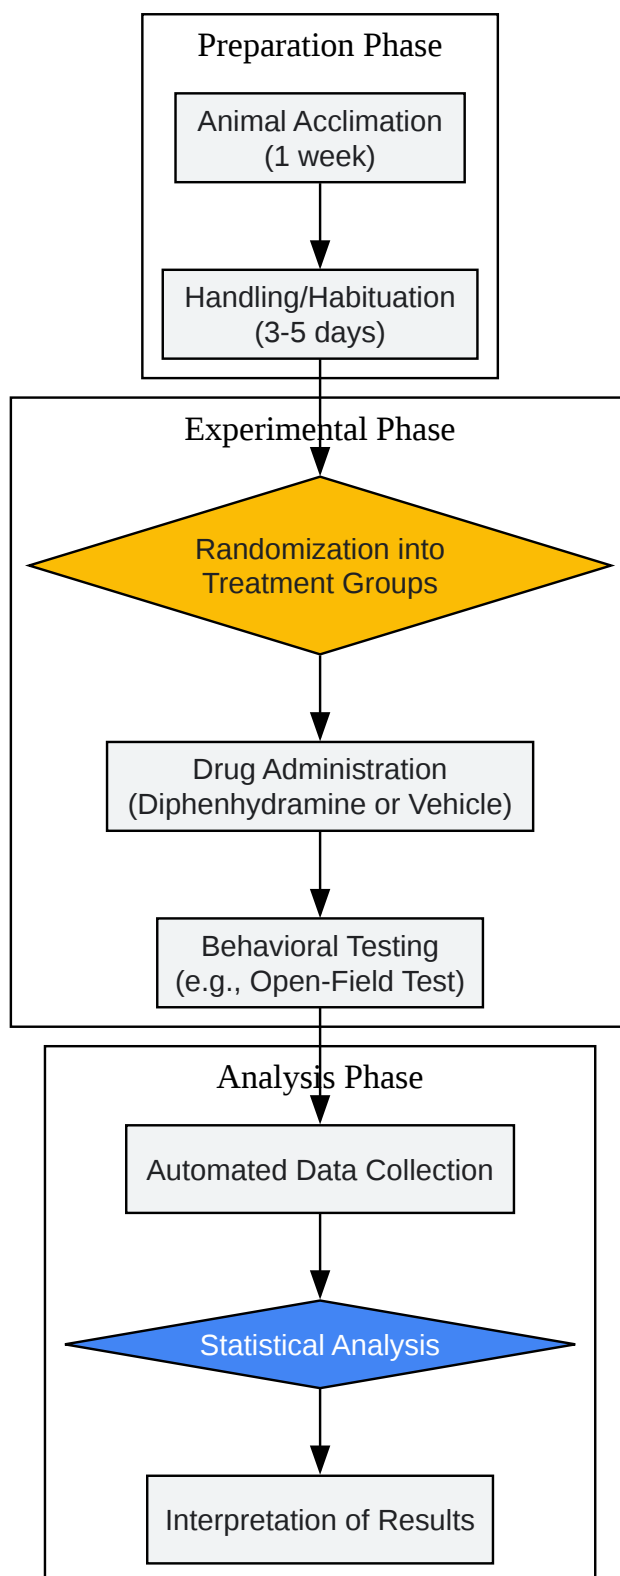 Preparation Phase
Animal Acclimation
(1 week)
Handling/Habituation
(3-5 days)
Experimental Phase
Randomization into
Treatment Groups
Drug Administration
(Diphenhydramine or Vehicle)
Behavioral Testing
(e.g., Open-Field Test)
Analysis Phase
Automated Data Collection
Statistical Analysis
Interpretation of Results